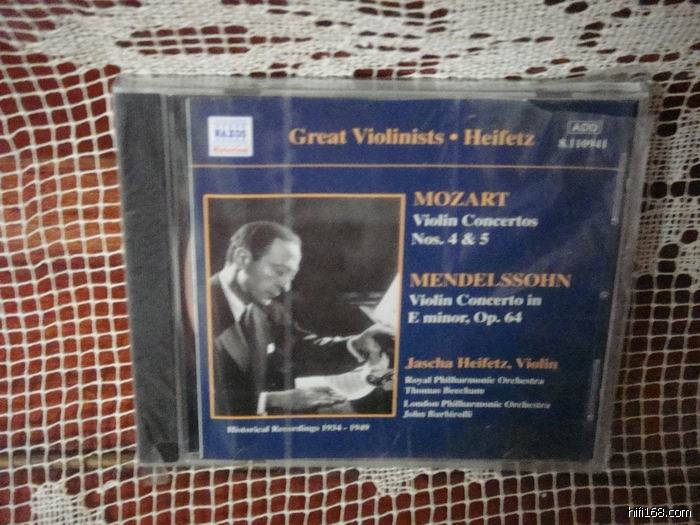 NAXOS
Historical
Great Violinists • Heifetz
ADD
8.110941
MOZART
Violin Concertos
Nos. 4 & 5
MENDELSSOHN
Violin Concerto in
E minor, Op. 64
Jascha Heifetz, Violin
Royal Philharmonic Orchestra
Thomas Beecham
London Philharmonic Orchestra
John Barbirolli
Historical Recordings 1934 - 1949
hifi168.com